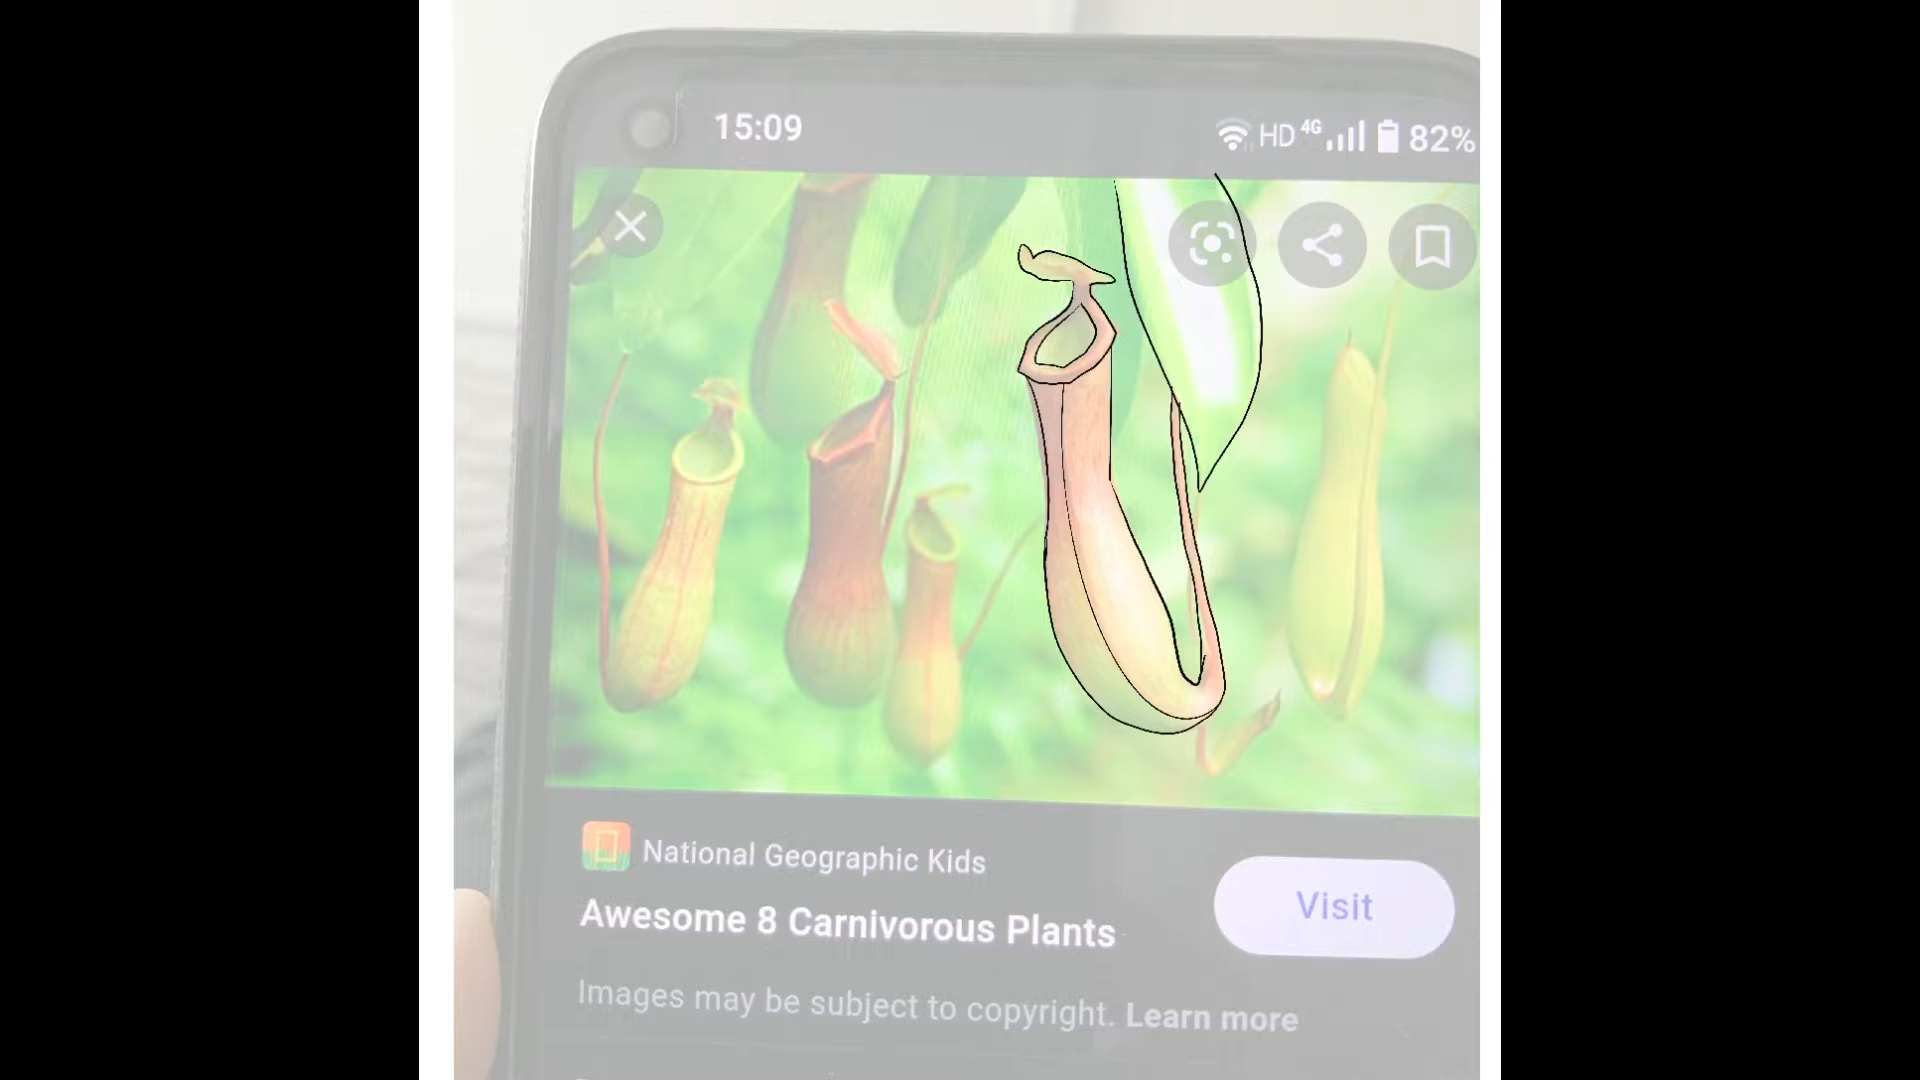 15:09
HD 4G 82%
National Geographic Kids
Awesome 8 Carnivorous Plants
Visit
Images may be subject to copyright. Learn more